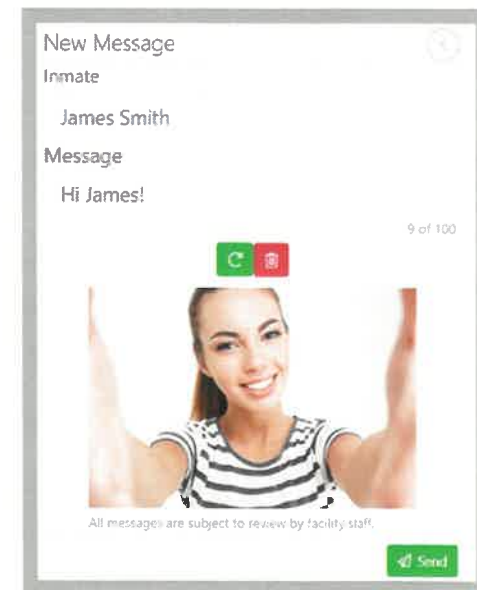 New Message
Inmate
James Smith
Message
Hi James!
9 of 100
All messages are subject to review by facility staff.
Send